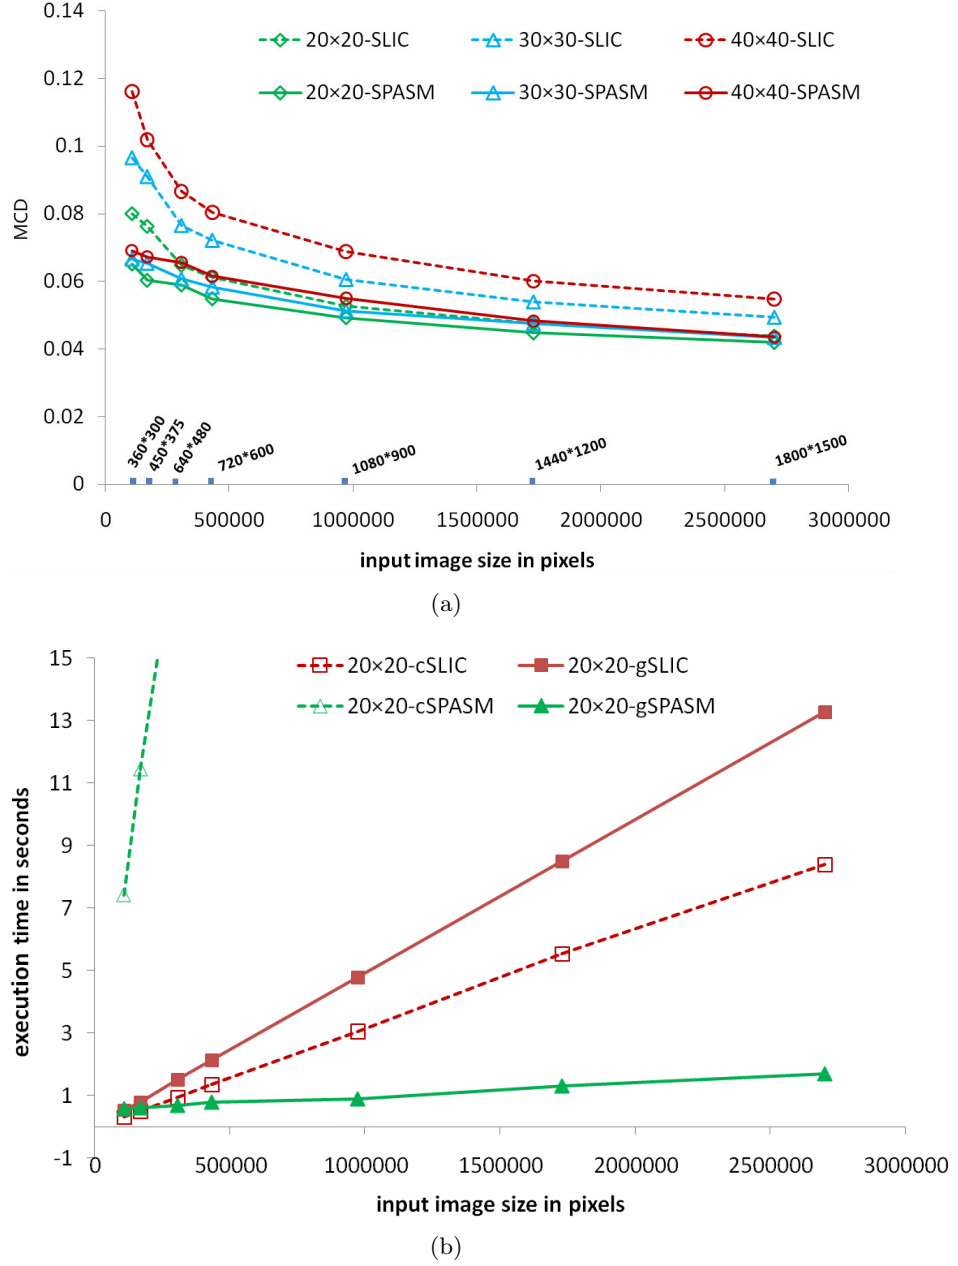 0.14
0.12
0.1
0.08
0.06
0.04
0.02
0
MCD
20×20-SLIC
30×30-SLIC
40×40-SLIC
20×20-SPASM
30×30-SPASM
40×40-SPASM
360*300
450*375
640*480
720*600
1080*900
1440*1200
1800*1500
0
500000
1000000
1500000
2000000
2500000
3000000
input image size in pixels
(a)
15
13
11
9
7
5
3
1
-1
execution time in seconds
20×20-cSLIC
20×20-gSLIC
20×20-cSPASM
20×20-gSPASM
0
500000
1000000
1500000
2000000
2500000
3000000
input image size in pixels
(b)